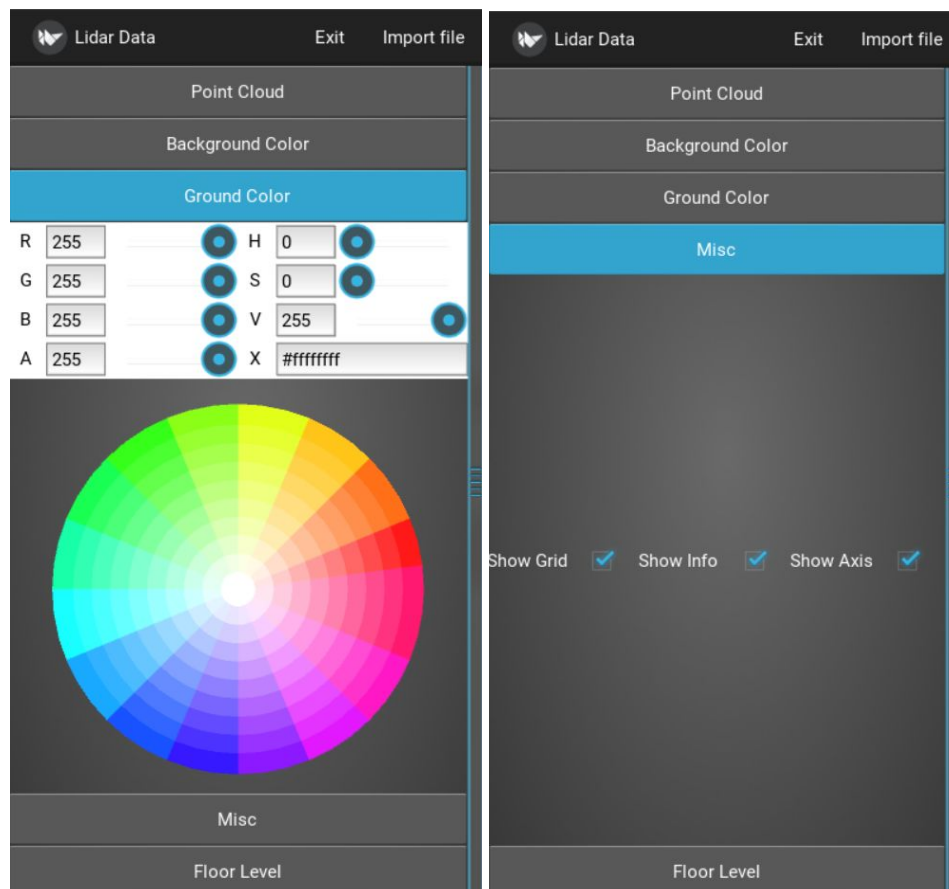 Lidar Data Exit Import file
Point Cloud
Background Color
Ground Color
R 255 H 0
G 255 S 0
B 255 V 255
A 255 X #ffffffff
Misc
Floor Level
Lidar Data Exit Import file
Point Cloud
Background Color
Ground Color
Misc
Show Grid Show Info Show Axis
Floor Level